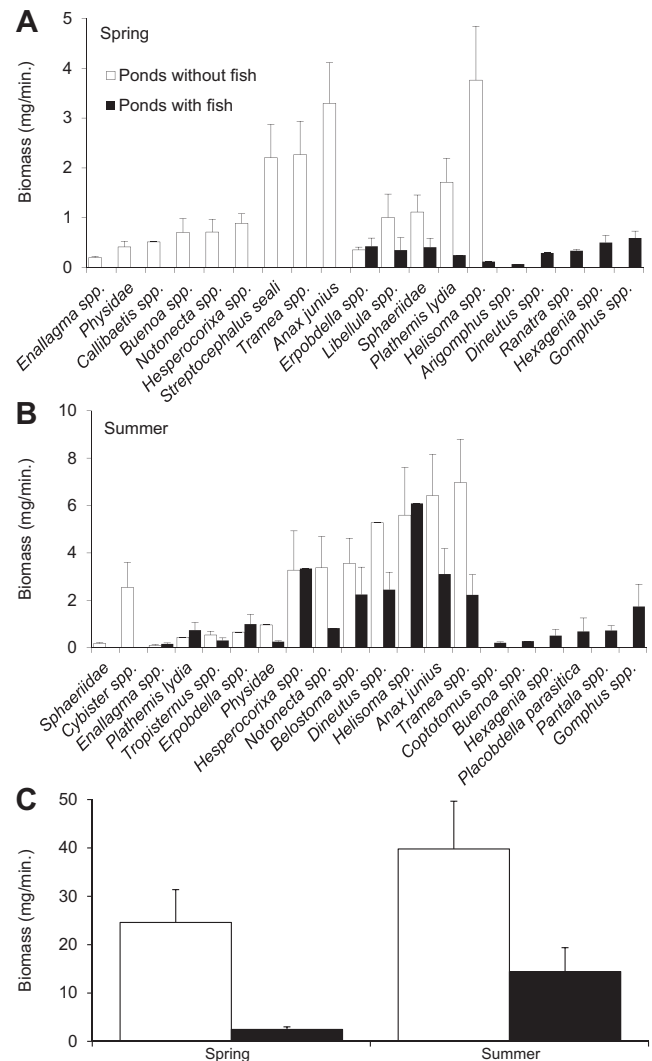 A
Spring
Ponds without fish
Ponds with fish
Biomass (mg/min.)
5
4
3
2
1
0
Enallagma spp.
Physidae
Callibaetis spp.
Buenoa spp.
Notonecta spp.
Hesperocorixa spp.
Streptocephalus seali
Tramea spp.
Anax junius
Erpobdella spp.
Libellula spp.
Sphaeriidae
Plathemis lydia
Helisoma spp.
Arigomphus spp.
Dineutus spp.
Ranatra spp.
Hexagenia spp.
Gomphus spp.
B
Summer
Biomass (mg/min.)
10
8
6
4
2
0
Sphaeriidae
Cybister spp.
Enallagma spp.
Plathemis lydia
Tropisternus spp.
Erpobdella spp.
Physidae
Hesperocorixa spp.
Notonecta spp.
Belostoma spp.
Dineutus spp.
Helisoma spp.
Anax junius
Tramea spp.
Coptotomus spp.
Buenoa spp.
Hexagenia spp.
Placobdella parasitica
Pantala spp.
Gomphus spp.
C
Biomass (mg/min.)
50
40
30
20
10
0
Spring
Summer